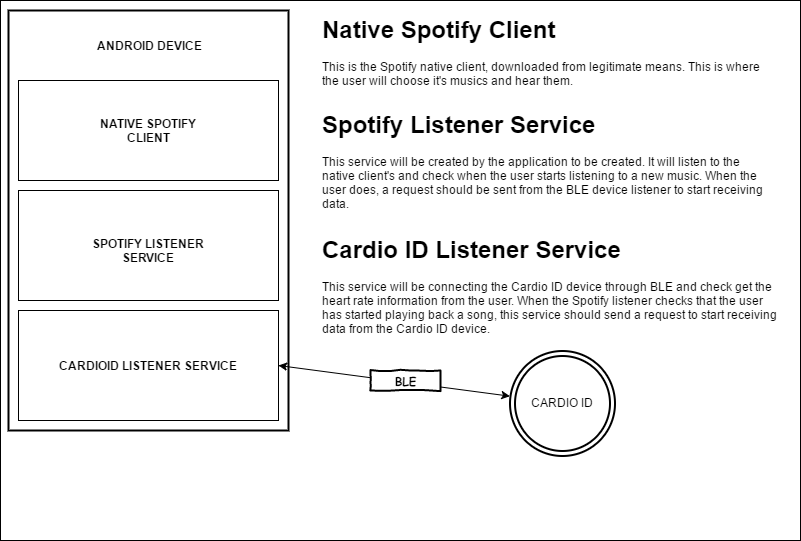 ANDROID DEVICE
NATIVE SPOTIFY
CLIENT
SPOTIFY LISTENER
SERVICE
CARDIOID LISTENER SERVICE
Native Spotify Client
This is the Spotify native client, downloaded from legitimate means. This is where
the user will choose it's musics and hear them.
Spotify Listener Service
This service will be created by the application to be created. It will listen to the
native client's and check when the user starts listening to a new music. When the
user does, a request should be sent from the BLE device listener to start receiving
data.
Cardio ID Listener Service
This service will be connecting the Cardio ID device through BLE and check get the
heart rate information from the user. When the Spotify listener checks that the user
has started playing back a song, this service should send a request to start receiving
data from the Cardio ID device.
BLE
CARDIO ID